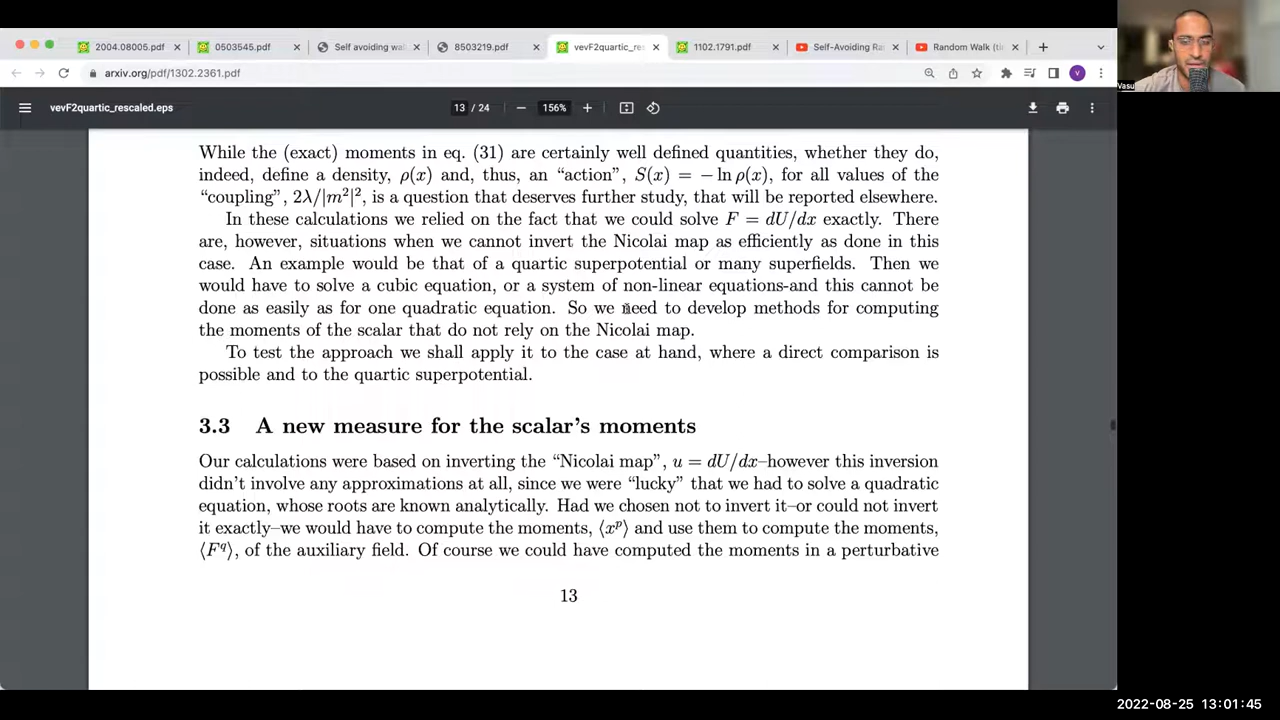 2004.08005.pdf
0503545.pdf
Self avoiding wa
8503219.pdf
vevF2quartic_res
1102.1791.pdf
Self-Avoiding Ra
Random Walk (ti
arxiv.org/pdf/1302.2361.pdf
V
vevF2quartic_rescaled.eps
13 / 24
156%
Vasu
While the (exact) moments in eq. (31) are certainly well defined quantities, whether they do,
indeed, define a density, ρ(x) and, thus, an “action”, S(x) = − ln ρ(x), for all values of the
“coupling”, 2λ/|m²|², is a question that deserves further study, that will be reported elsewhere.
In these calculations we relied on the fact that we could solve F = dU/dx exactly. There
are, however, situations when we cannot invert the Nicolai map as efficiently as done in this
case. An example would be that of a quartic superpotential or many superfields. Then we
would have to solve a cubic equation, or a system of non-linear equations-and this cannot be
done as easily as for one quadratic equation. So we need to develop methods for computing
the moments of the scalar that do not rely on the Nicolai map.
To test the approach we shall apply it to the case at hand, where a direct comparison is
possible and to the quartic superpotential.
3.3 A new measure for the scalar’s moments
Our calculations were based on inverting the “Nicolai map”, u = dU/dx–however this inversion
didn’t involve any approximations at all, since we were “lucky” that we had to solve a quadratic
equation, whose roots are known analytically. Had we chosen not to invert it–or could not invert
it exactly–we would have to compute the moments, ⟨xᵖ⟩ and use them to compute the moments,
⟨F^q⟩, of the auxiliary field. Of course we could have computed the moments in a perturbative
13
2022-08-25 13:01:45